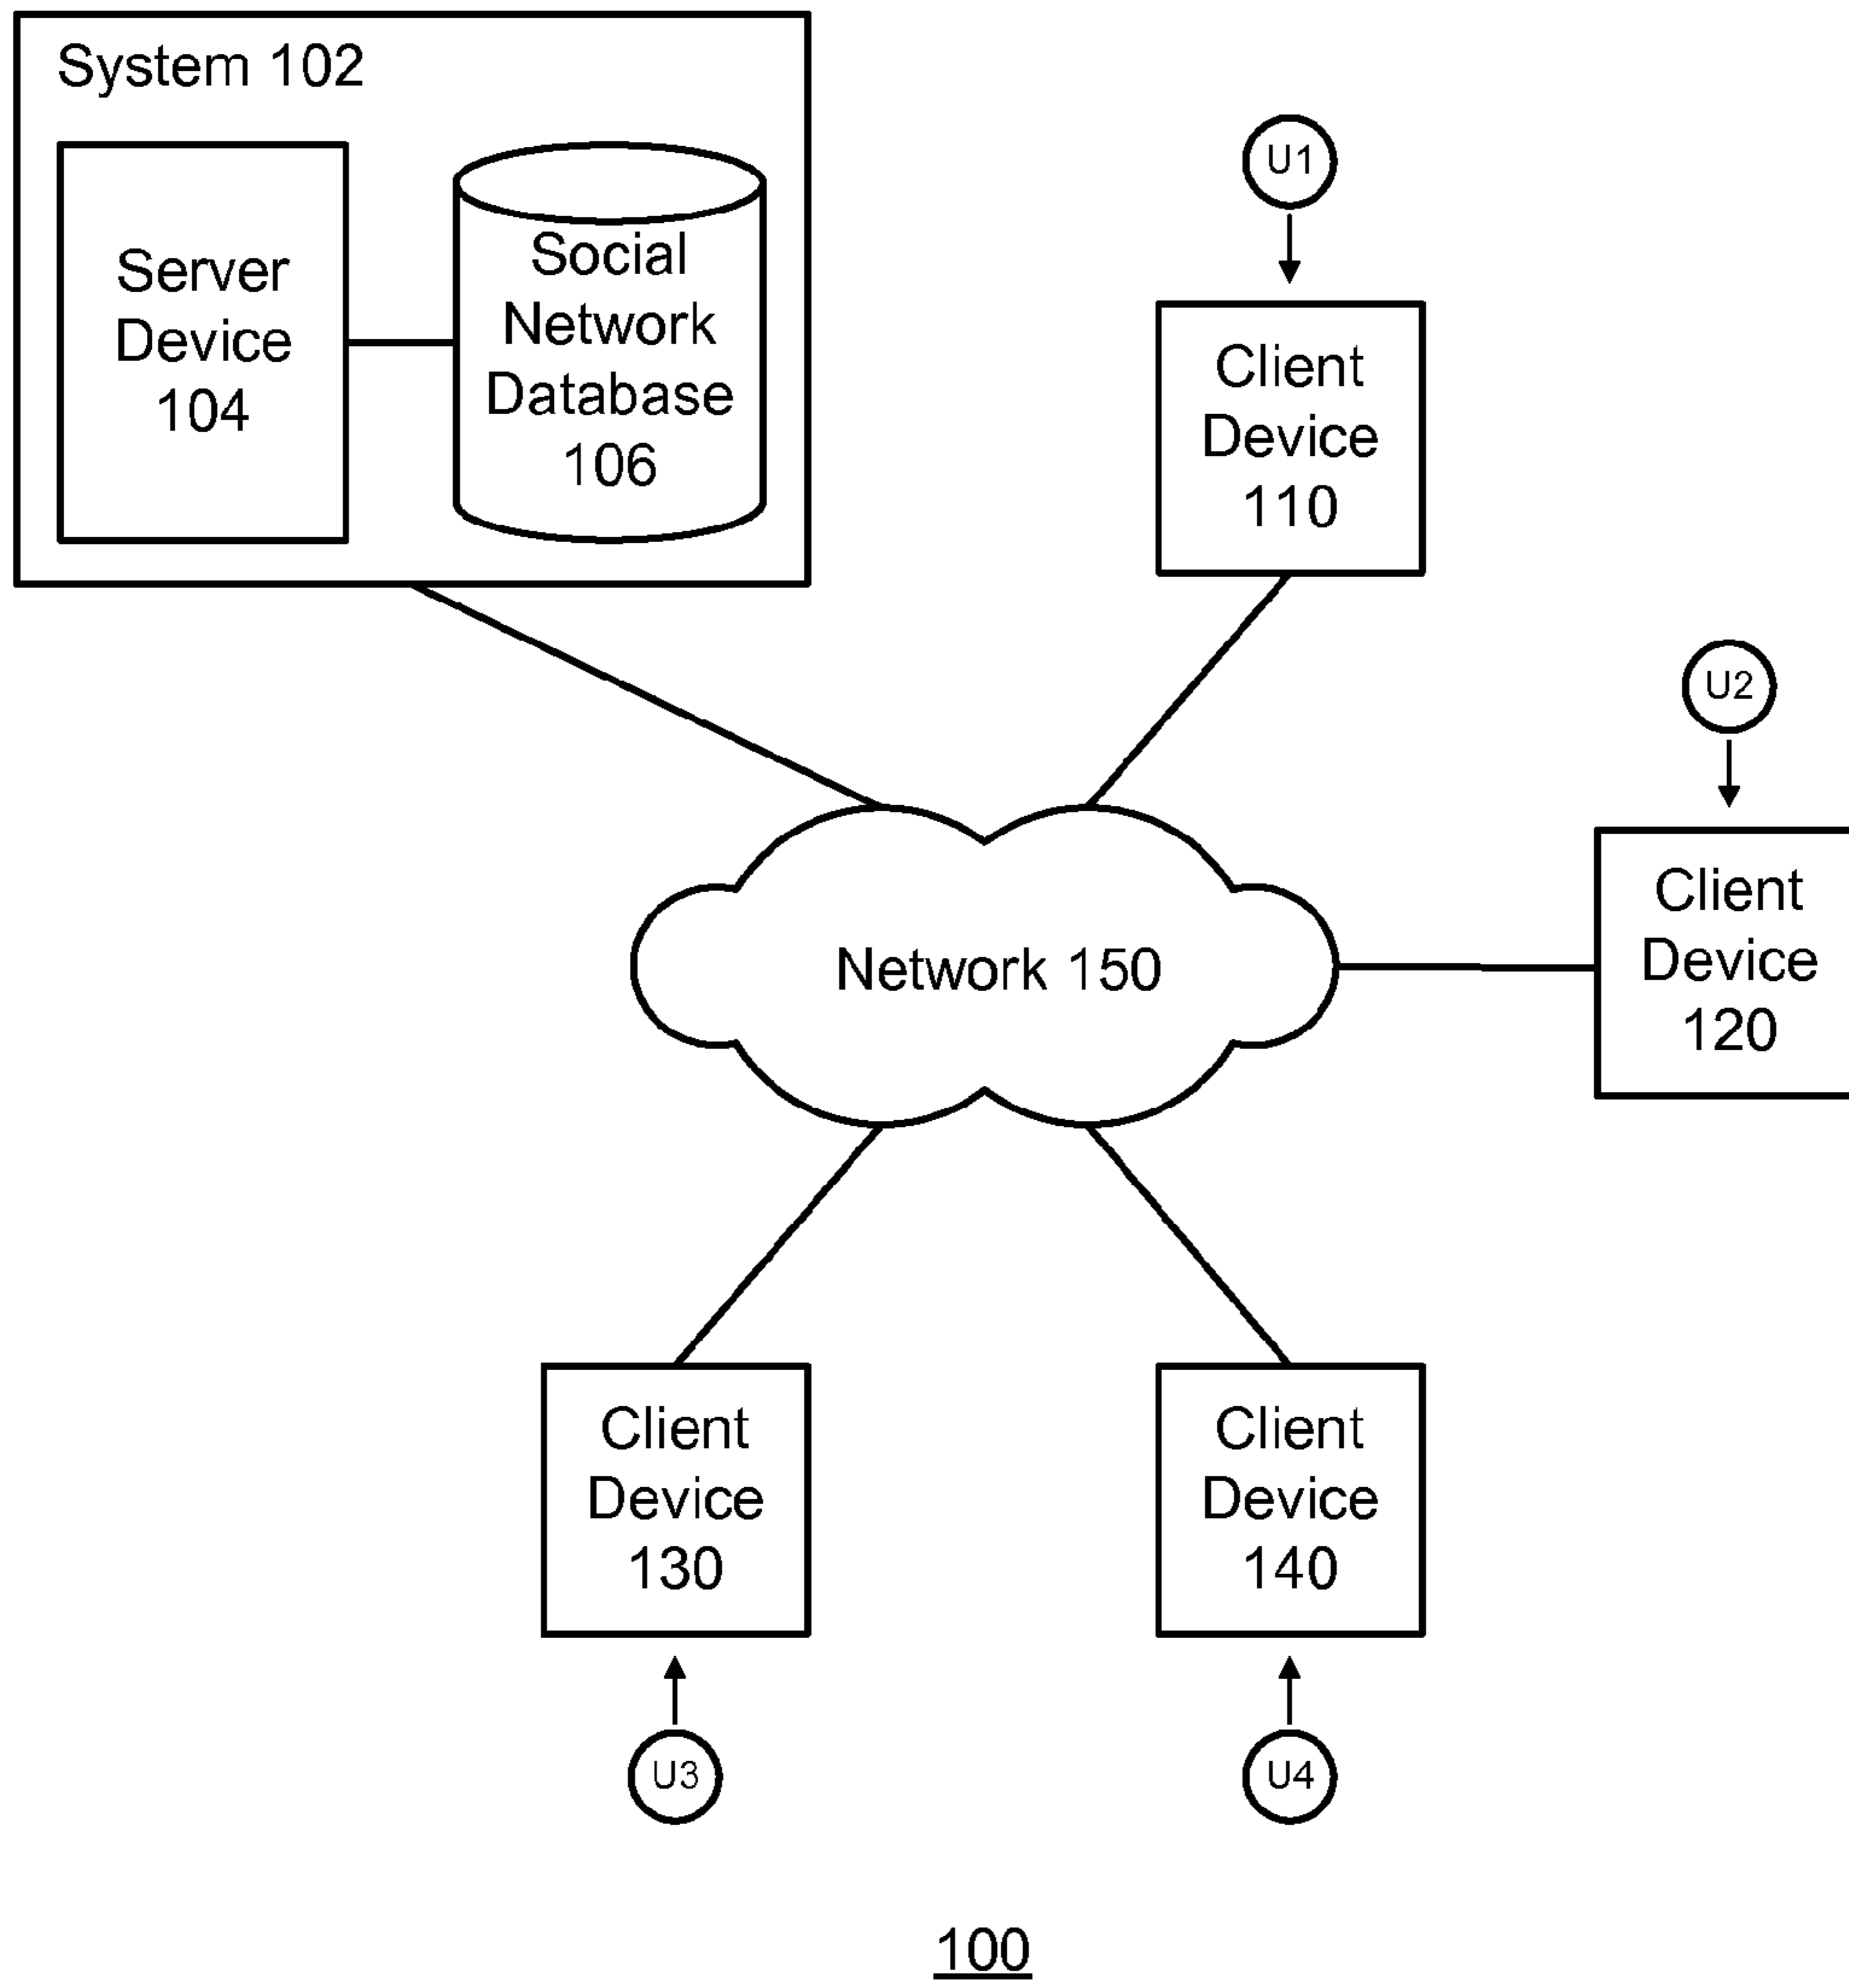 System 102
Server
Device
104
Social
Network
Database
106
U1
Client
Device
110
U2
Client
Device
120
Network 150
Client
Device
130
Client
Device
140
U3
U4
100